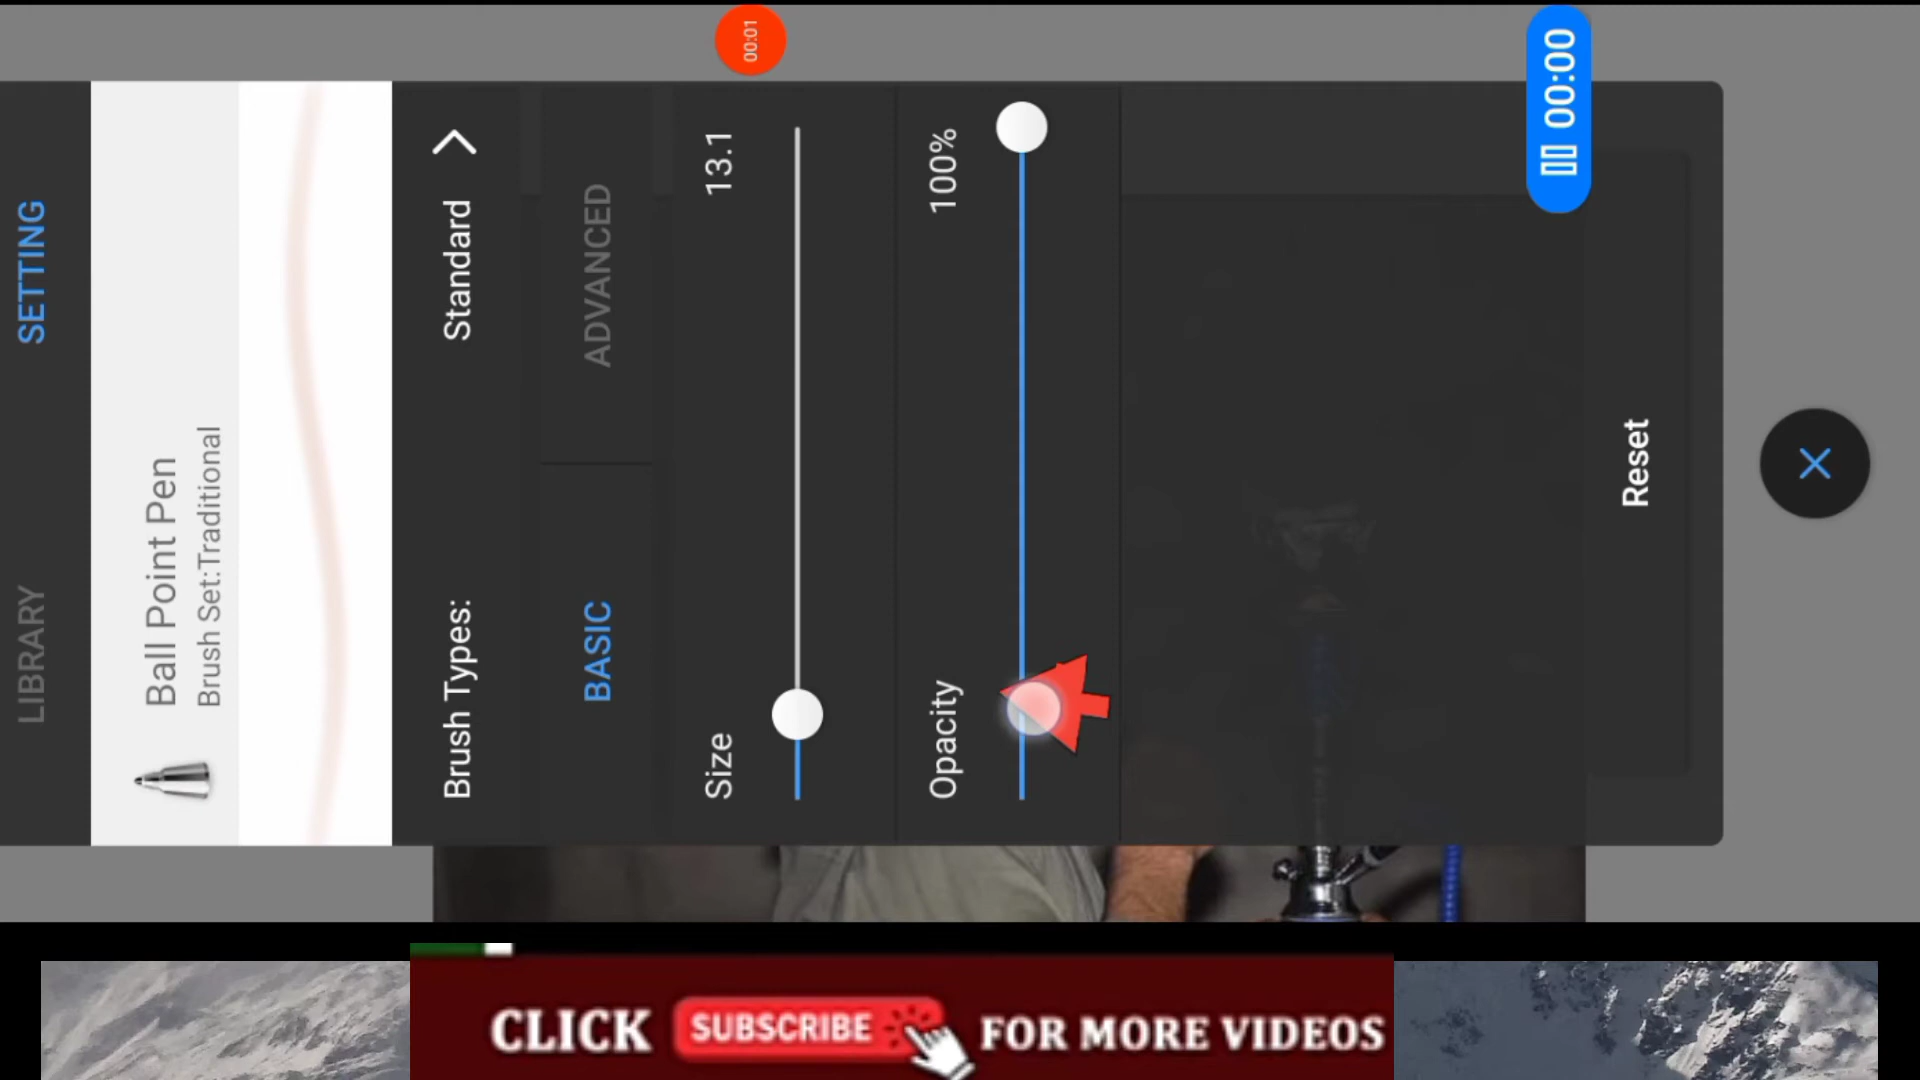 LIBRARY
SETTING
Ball Point Pen
Brush Set:Traditional
Brush Types:
Standard
BASIC
ADVANCED
Size
13.1
Opacity
100%
Reset
00:01
00:00
CLICK SUBSCRIBE FOR MORE VIDEOS